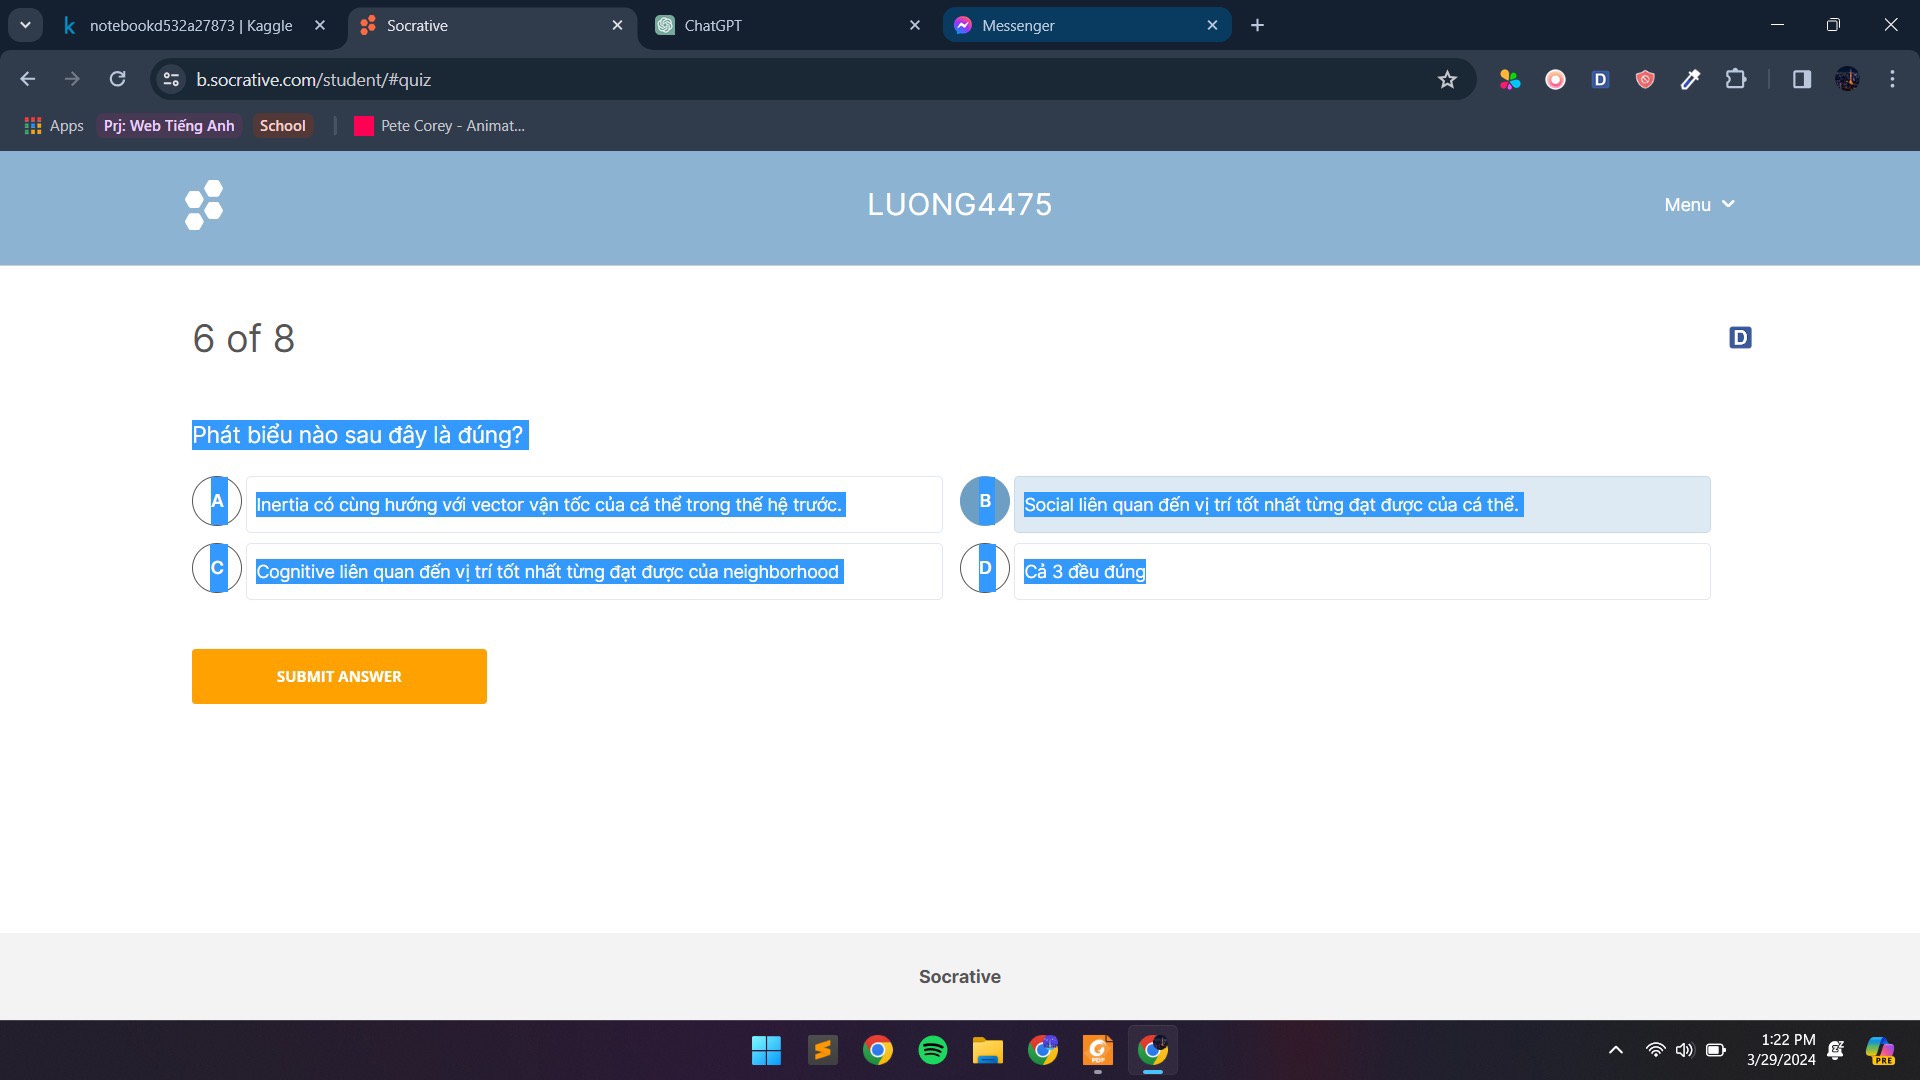 notebookd532a27873 | Kaggle
Socrative
ChatGPT
Messenger
b.socrative.com/student/#quiz
Apps
Prj: Web Tiếng Anh
School
Pete Corey - Animat...
LUONG4475
Menu
6 of 8
D
Phát biểu nào sau đây là đúng?
A Inertia có cùng hướng với vector vận tốc của cá thể trong thế hệ trước.
B Social liên quan đến vị trí tốt nhất từng đạt được của cá thể.
C Cognitive liên quan đến vị trí tốt nhất từng đạt được của neighborhood
D Cả 3 đều đúng
SUBMIT ANSWER
Socrative
1:22 PM
3/29/2024
PRE